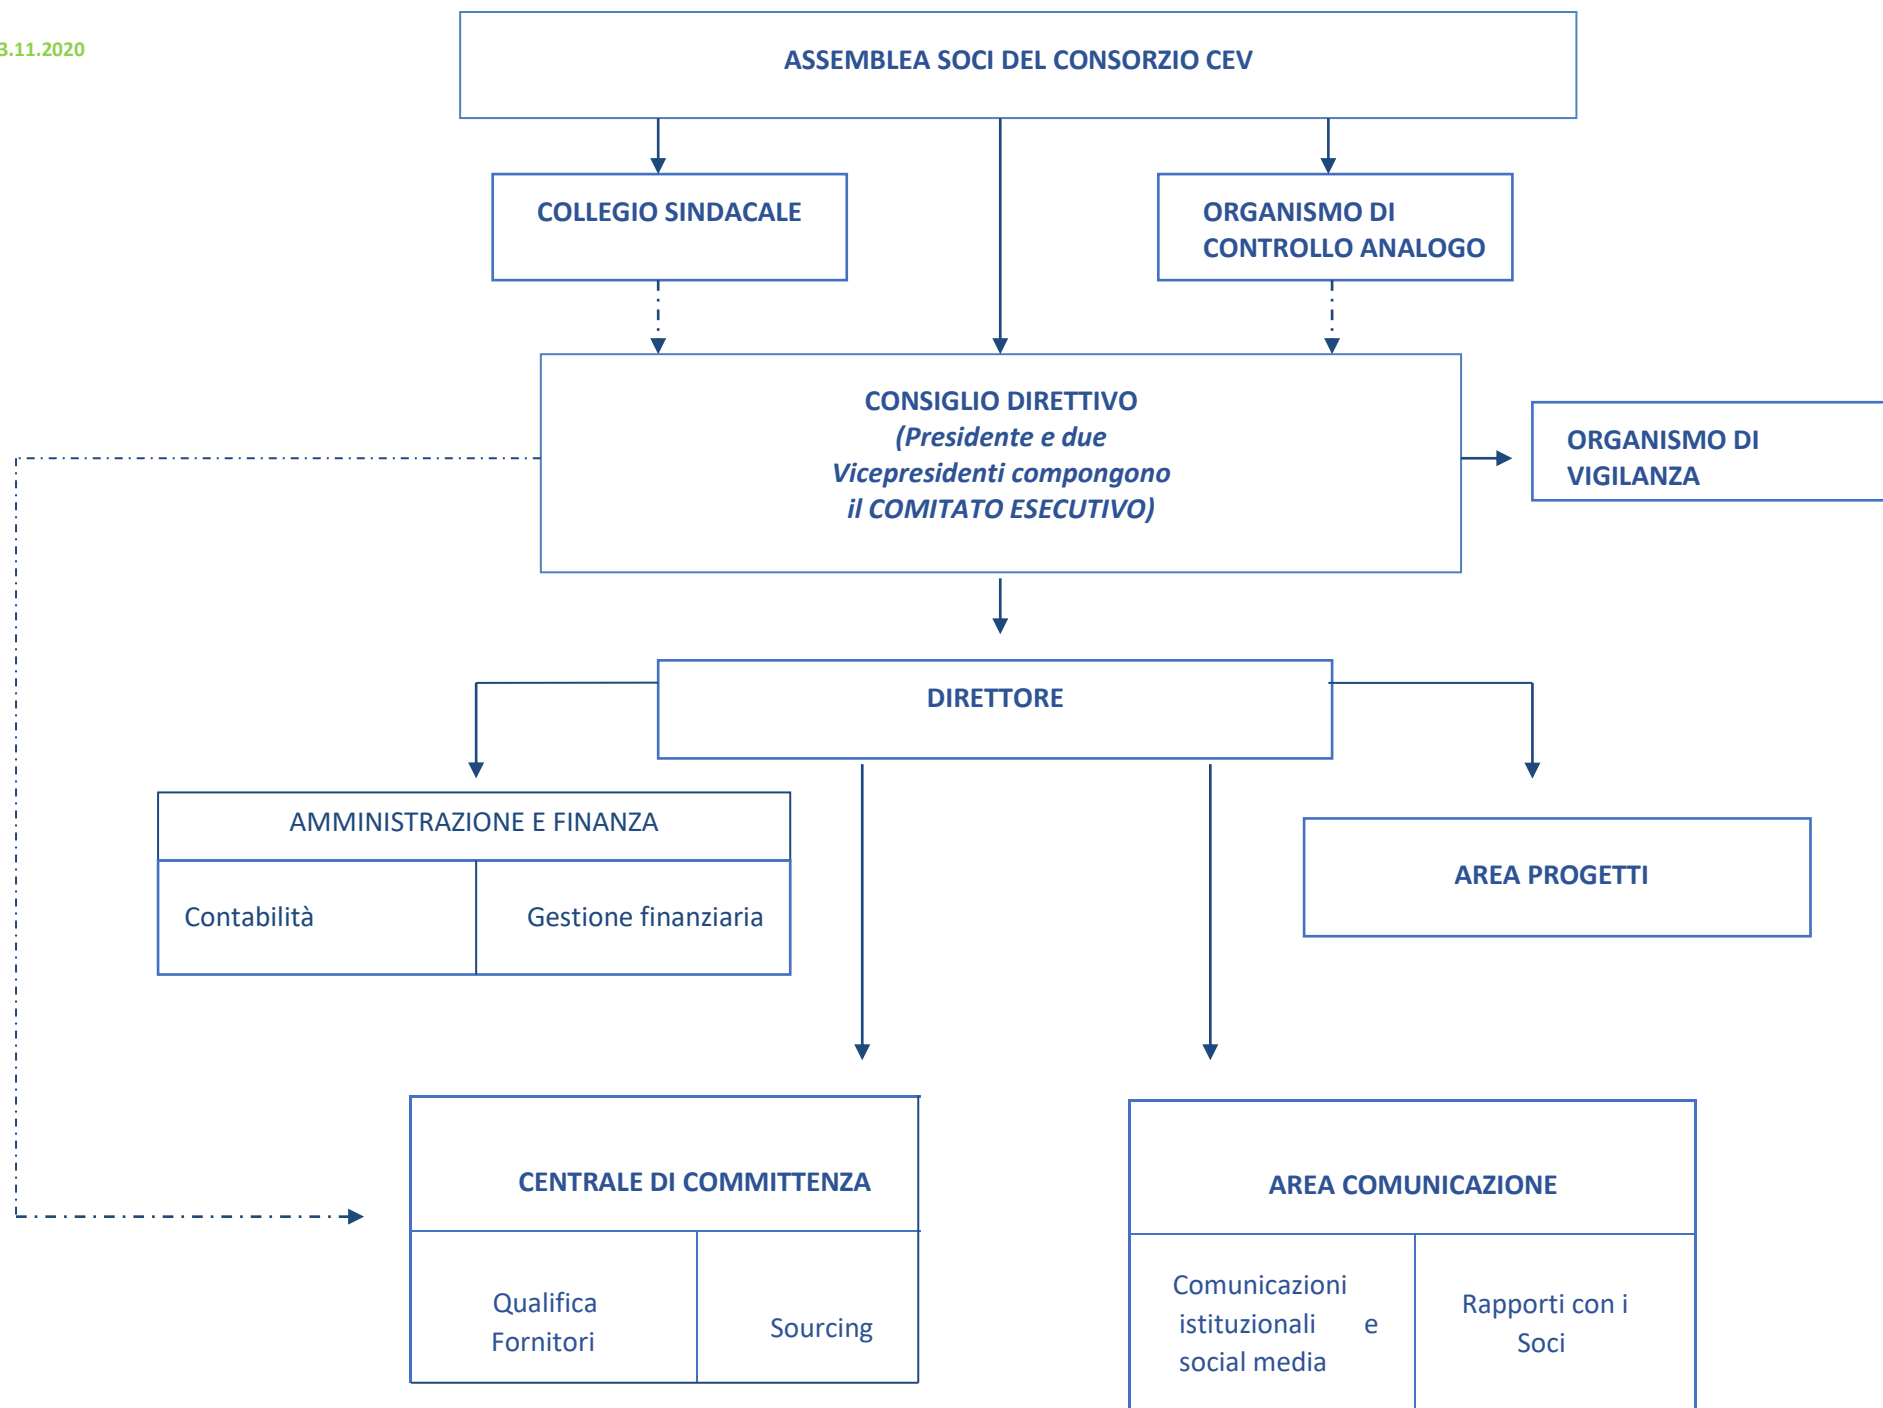 3.11.2020
ASSEMBLEA SOCI DEL CONSORZIO CEV
COLLEGIO SINDACALE
ORGANISMO DI
CONTROLLO ANALOGO
CONSIGLIO DIRETTIVO
(Presidente e due
Vicepresidenti compongono
il COMITATO ESECUTIVO)
ORGANISMO DI
VIGILANZA
DIRETTORE
AMMINISTRAZIONE E FINANZA
Contabilità
Gestione finanziaria
AREA PROGETTI
CENTRALE DI COMMITTENZA
Qualifica
Fornitori
Sourcing
AREA COMUNICAZIONE
Comunicazioni
istituzionali e
social media
Rapporti con i
Soci